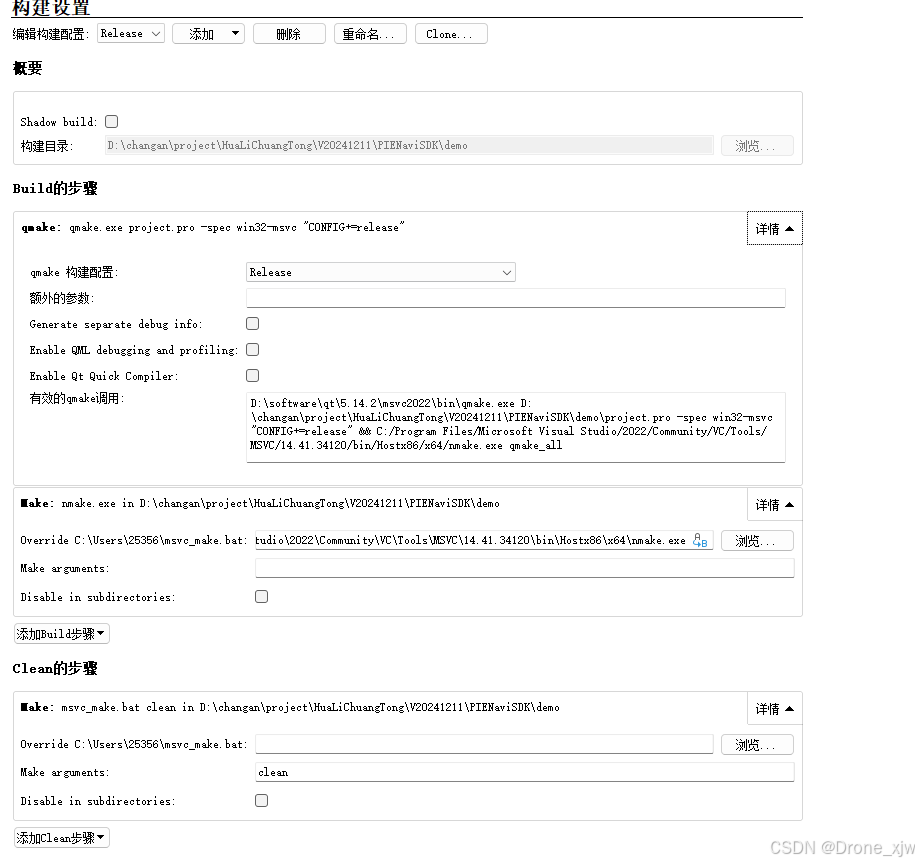 构建设置
编辑构建配置: Release 添加 删除 重命名... Clone...
概要
Shadow build:
构建目录: D:\changan\project\HuaLiChuangTong\V20241211\PIENaviSDK\demo 浏览...
Build的步骤
qmake: qmake.exe project.pro -spec win32-msvc "CONFIG+=release" 详情
qmake 构建配置: Release
额外的参数:
Generate separate debug info:
Enable QML debugging and profiling:
Enable Qt Quick Compiler:
有效的qmake调用: D:\software\qt\5.14.2\msvc2022\bin\qmake.exe D:
\changan\project\HuaLiChuangTong\V20241211\PIENaviSDK\demo\project.pro -spec win32-msvc
"CONFIG+=release" && C:/Program Files/Microsoft Visual Studio/2022/Community/VC/Tools/
MSVC/14.41.34120/bin/Hostx86/x64/nmake.exe qmake_all
Make: nmake.exe in D:\changan\project\HuaLiChuangTong\V20241211\PIENaviSDK\demo 详情
Override C:\Users\25356\msvc_make.bat: tudio\2022\Community\VC\Tools\MSVC\14.41.34120\bin\Hostx86\x64\nmake.exe 浏览...
Make arguments:
Disable in subdirectories:
添加Build步骤
Clean的步骤
Make: msvc_make.bat clean in D:\changan\project\HuaLiChuangTong\V20241211\PIENaviSDK\demo 详情
Override C:\Users\25356\msvc_make.bat: 浏览...
Make arguments: clean
Disable in subdirectories:
添加Clean步骤
CSDN @Drone_xjw